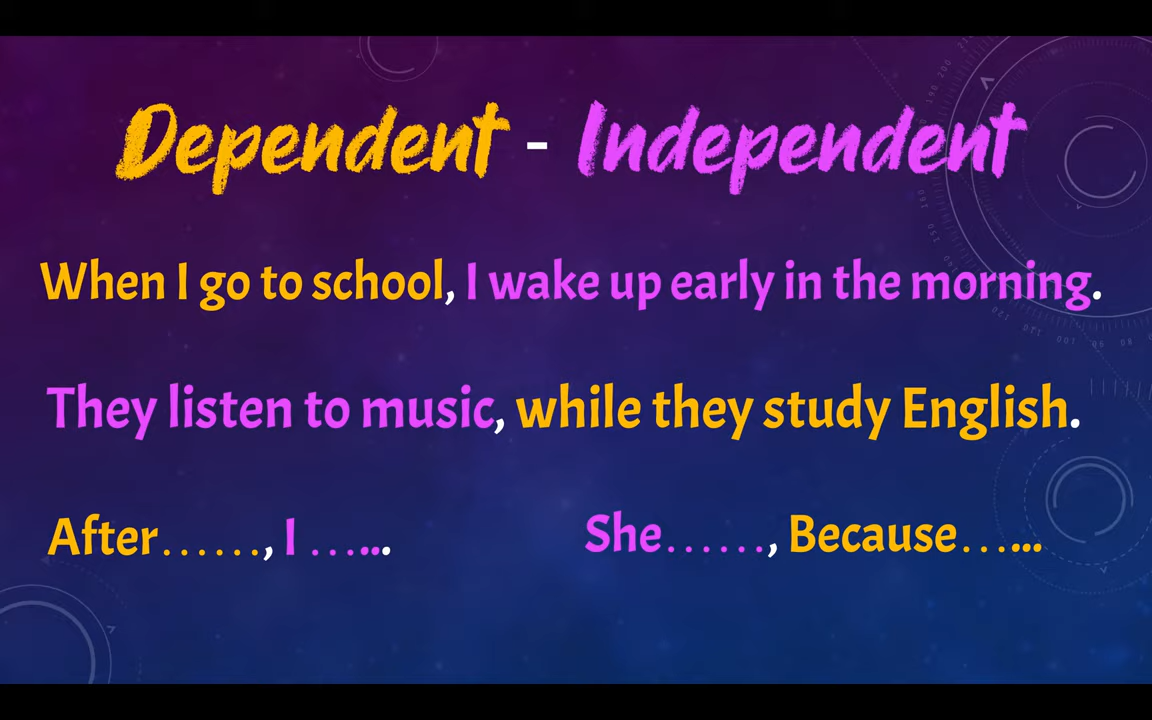 Dependent - Independent
When I go to school, I wake up early in the morning.
They listen to music, while they study English.
After……, I …... She……, Because…...